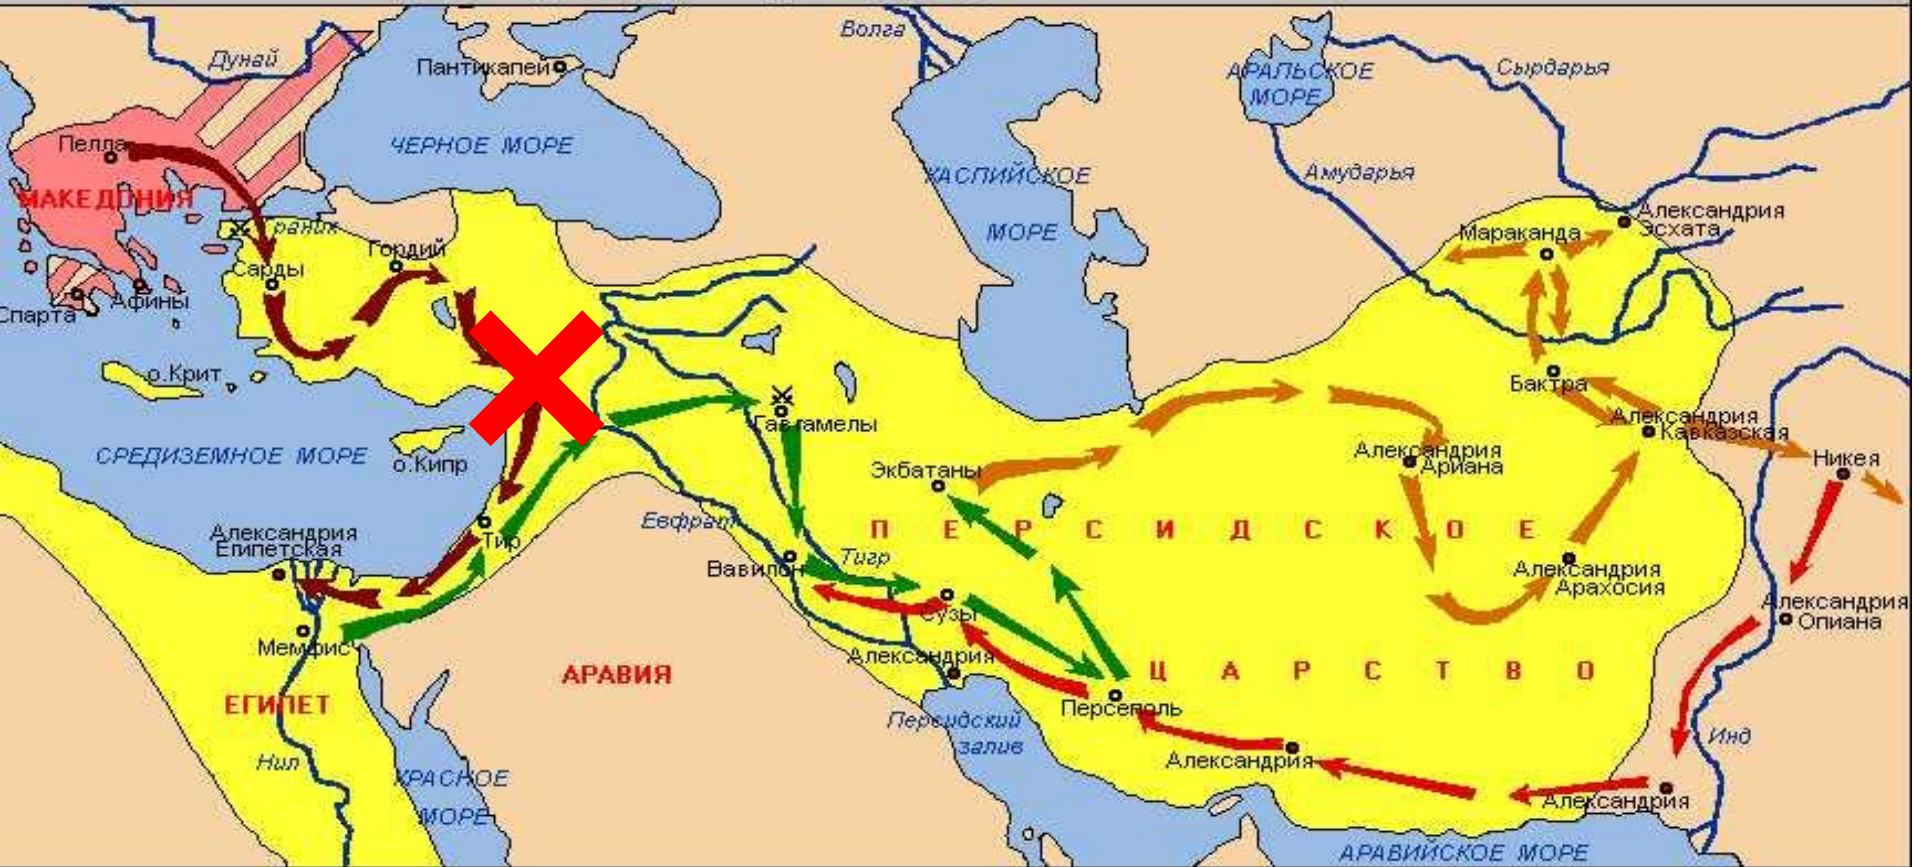 Волга
Дунай
Пантикапей
АРАЛЬСКОЕ
МОРЕ
Сырдарья
ЧЕРНОЕ МОРЕ
Пелла
КАСПИЙСКОЕ
МОРЕ
Амударья
МАКЕДОНИЯ
Александрия
Эсхата
Граник
Мараканда
Гордий
Сарды
Афины
Спарта
о.Крит
Бактра
Александрия
Кавказская
Гавгамелы
СРЕДИЗЕМНОЕ МОРЕ
о.Кипр
Экбатаны
Александрия
Ариана
Никея
Евфрат
ПЕРСИДСКОЕ
Александрия
Египетская
Тир
Вавилон
Тигр
Александрия
Арахосия
Сузы
Александрия
Опиана
Мемфис
Александрия
АРАВИЯ
ЦАРСТВО
ЕГИПЕТ
Персеполь
Персидский
залив
Инд
Нил
КРАСНОЕ
МОРЕ
Александрия
Александрия
АРАВИЙСКОЕ МОРЕ